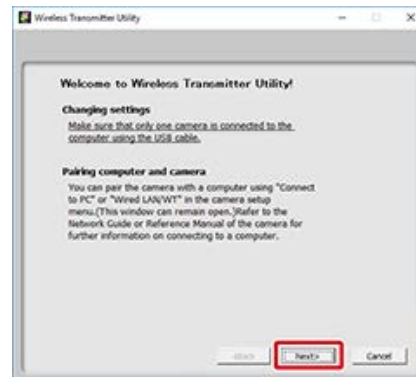 Wireless Transmitter Utility
Welcome to Wireless Transmitter Utility!
Changing settings
Make sure that only one camera is connected to the
computer using the USB cable.
Pairing computer and camera
You can pair the camera with a computer using "Connect
to PC" or "Wired LAN/WT" in the camera setup
menu.(This window can remain open.)Refer to the
Network Guide or Reference Manual of the camera for
further information on connecting to a computer.
<Back
Next>
Cancel